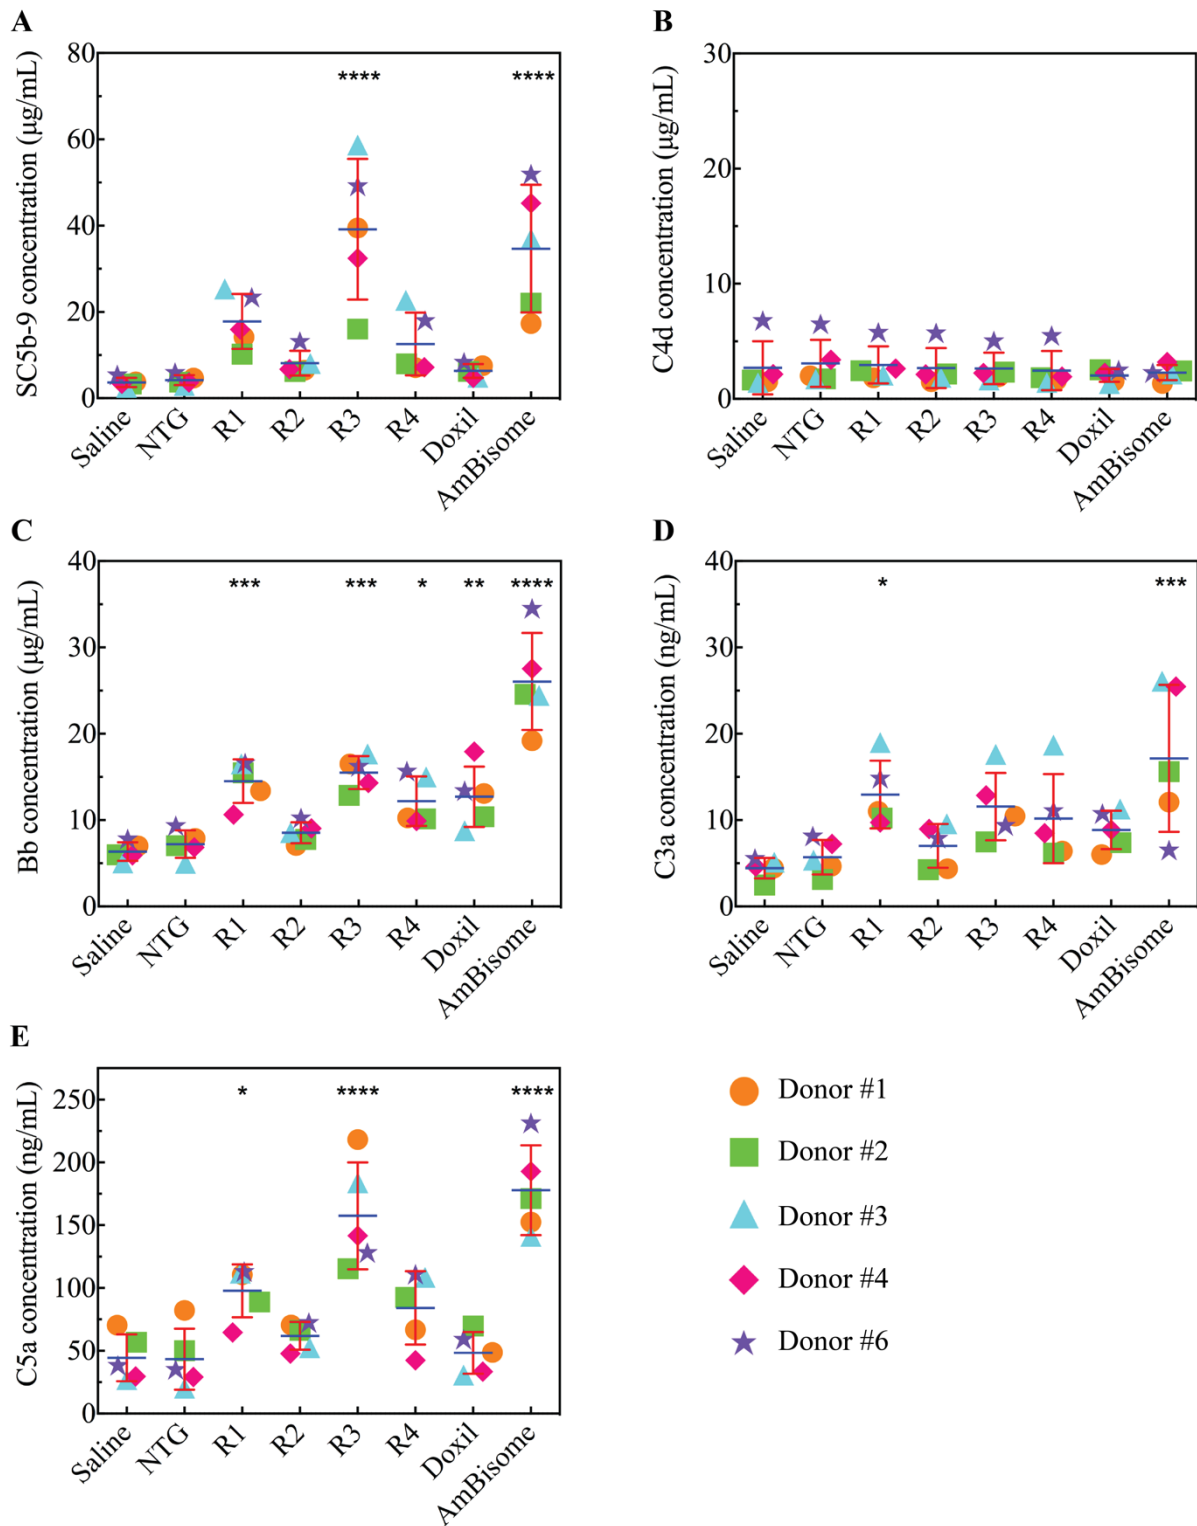 A
SC5b-9 concentration (µg/mL)
80
60
40
20
0
**** ****
Saline NTG R1 R2 R3 R4 Doxil AmBisome
B
C4d concentration (µg/mL)
30
20
10
0
Saline NTG R1 R2 R3 R4 Doxil AmBisome
C
Bb concentration (µg/mL)
40
30
20
10
0
*** *** * ** ****
Saline NTG R1 R2 R3 R4 Doxil AmBisome
D
C3a concentration (ng/mL)
40
30
20
10
0
* ***
Saline NTG R1 R2 R3 R4 Doxil AmBisome
E
C5a concentration (ng/mL)
250
200
150
100
50
0
* **** ****
Saline NTG R1 R2 R3 R4 Doxil AmBisome
Donor #1
Donor #2
Donor #3
Donor #4
Donor #6